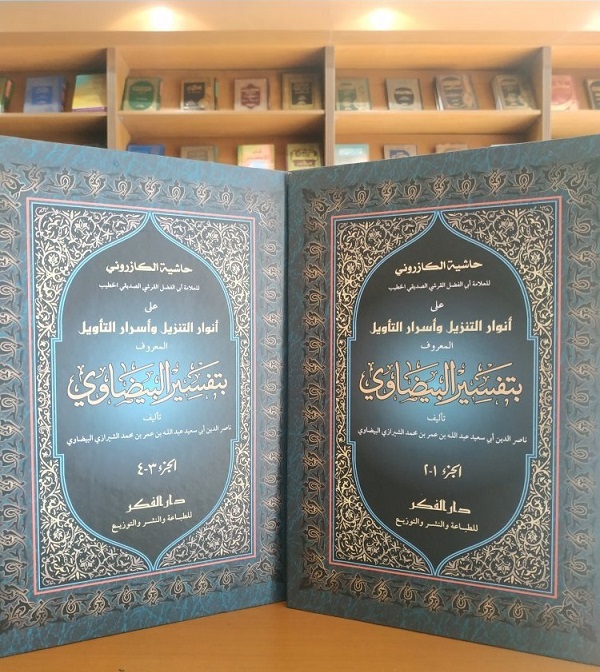 حاشية الكازروني
للعلامة أبي الفضل القرشي الصديقي الخطيب
على
أنوار التنزيل وأسرار التأويل
المعروف
بتفسير البيضاوي
تأليف
ناصر الدين أبي سعيد عبد الله بن عمر بن محمد الشيرازي البيضاوي
الجزء ١-٢
دار الفكر
للطباعة والنشر والتوزيع
حاشية الكازروني
للعلامة أبي الفضل القرشي الصديقي الخطيب
على
أنوار التنزيل وأسرار التأويل
المعروف
بتفسير البيضاوي
تأليف
ناصر الدين أبي سعيد عبد الله بن عمر بن محمد الشيرازي البيضاوي
الجزء ٣-٤
دار الفكر
للطباعة والنشر والتوزيع